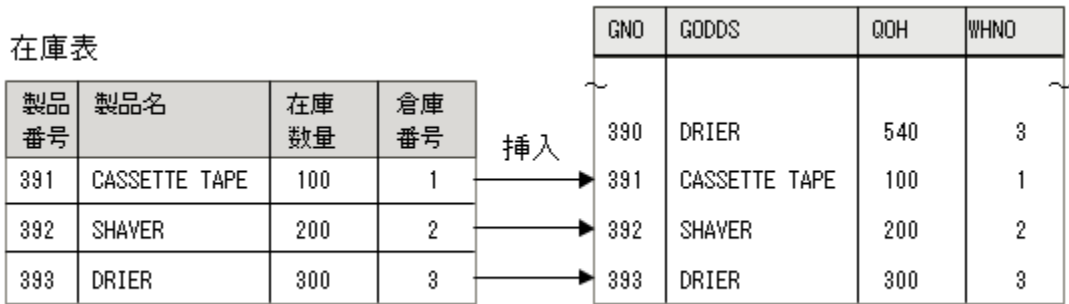 在庫表
製品番号 製品名 在庫数量 倉庫番号
391 CASSETTE TAPE 100 1
392 SHAVER 200 2
393 DRIER 300 3
挿入
GNO GODDS QOH WHNO
~ ~
390 DRIER 540 3
391 CASSETTE TAPE 100 1
392 SHAVER 200 2
393 DRIER 300 3